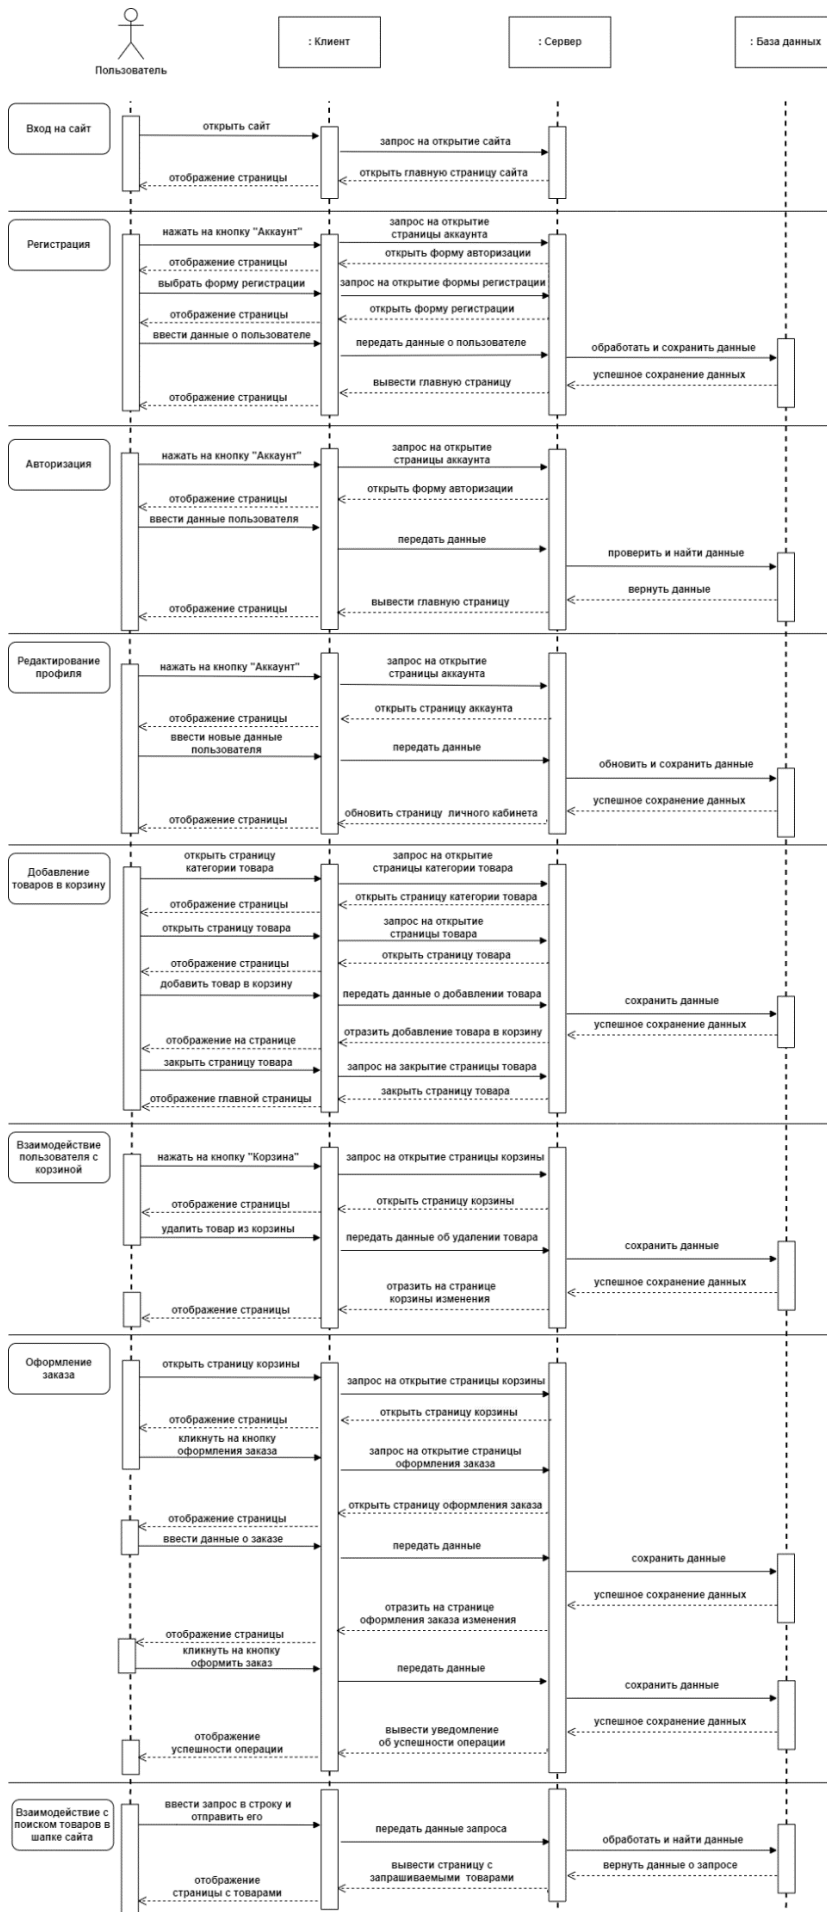 Пользователь
: Клиент
: Сервер
: База данных
Вход на сайт
открыть сайт
запрос на открытие сайта
открыть главную страницу сайта
отображение страницы
Регистрация
нажать на кнопку "Аккаунт"
запрос на открытие
страницы аккаунта
открыть форму авторизации
отображение страницы
выбрать форму регистрации
запрос на открытие формы регистрации
открыть форму регистрации
отображение страницы
ввести данные о пользователе
передать данные о пользователе
обработать и сохранить данные
успешное сохранение данных
вывести главную страницу
отображение страницы
Авторизация
нажать на кнопку "Аккаунт"
запрос на открытие
страницы аккаунта
открыть форму авторизации
отображение страницы
ввести данные пользователя
передать данные
проверить и найти данные
вернуть данные
вывести главную страницу
отображение страницы
Редактирование
профиля
нажать на кнопку "Аккаунт"
запрос на открытие
страницы аккаунта
открыть страницу аккаунта
отображение страницы
ввести новые данные
пользователя
передать данные
обновить и сохранить данные
успешное сохранение данных
обновить страницу личного кабинета
отображение страницы
Добавление
товаров в корзину
открыть страницу
категории товара
запрос на открытие
страницы категории товара
открыть страницу категории товара
отображение страницы
открыть страницу товара
запрос на открытие
страницы товара
открыть страницу товара
отображение страницы
добавить товар в корзину
передать данные о добавлении товара
сохранить данные
успешное сохранение данных
отразить добавление товара в корзину
отображение на странице
закрыть страницу товара
запрос на закрытие страницы товара
закрыть страницу товара
отображение главной страницы
Взаимодействие
пользователя с
корзиной
нажать на кнопку "Корзина"
запрос на открытие страницы корзины
открыть страницу корзины
отображение страницы
удалить товар из корзины
передать данные об удалении товара
сохранить данные
успешное сохранение данных
отразить на странице
корзины изменения
отображение страницы
Оформление
заказа
открыть страницу корзины
запрос на открытие страницы корзины
открыть страницу корзины
отображение страницы
кликнуть на кнопку
оформления заказа
запрос на открытие страницы
оформления заказа
открыть страницу оформления заказа
отображение страницы
ввести данные о заказе
передать данные
сохранить данные
успешное сохранение данных
отразить на странице
оформления заказа изменения
отображение страницы
кликнуть на кнопку
оформить заказ
передать данные
сохранить данные
успешное сохранение данных
вывести уведомление
об успешности операции
отображение
успешности операции
Взаимодействие с
поиском товаров в
шапке сайта
ввести запрос в строку и
отправить его
передать данные запроса
обработать и найти данные
вернуть данные о запросе
вывести страницу с
запрашиваемыми товарами
отображение
страницы с товарами